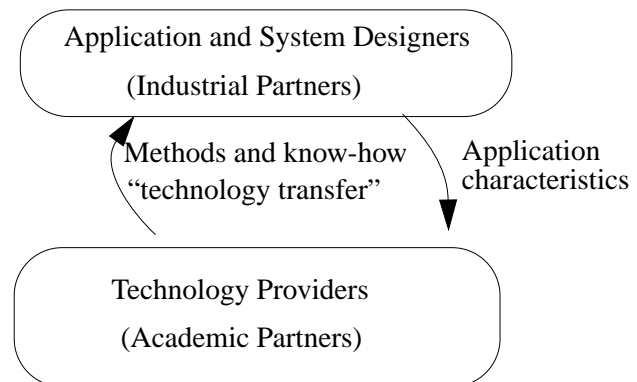 Application and System Designers
(Industrial Partners)
Methods and know-how
“technology transfer”
Application
characteristics
Technology Providers
(Academic Partners)